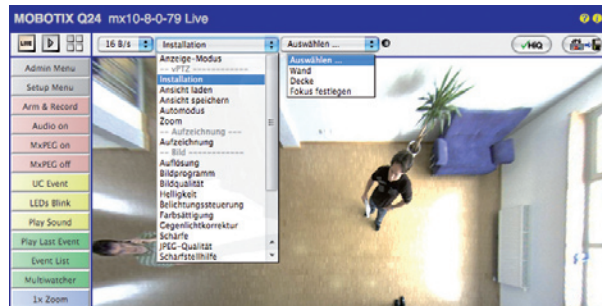 MOBOTIX Q24 mx10-8-0-79 Live
LIVE
16 B/s
Installation
Auswählen ...
HiQ
Admin Menu
Setup Menu
Arm & Record
Audio on
MxPEG on
MxPEG off
UC Event
LEDs Blink
Play Sound
Play Last Event
Event List
Multiwatcher
1x Zoom
Anzeige-Modus
-- vPTZ ------------
Installation
Ansicht laden
Ansicht speichern
Automodus
Zoom
-- Aufzeichnung ---
Aufzeichnung
-- Bild --------------
Auflösung
Bildprogramm
Bildqualität
Helligkeit
Belichtungssteuerung
Farbsättigung
Gegenlichtkorrektur
Schärfe
JPEG-Qualität
Scharfstellhilfe
Auswählen ...
Wand
Decke
Fokus festlegen